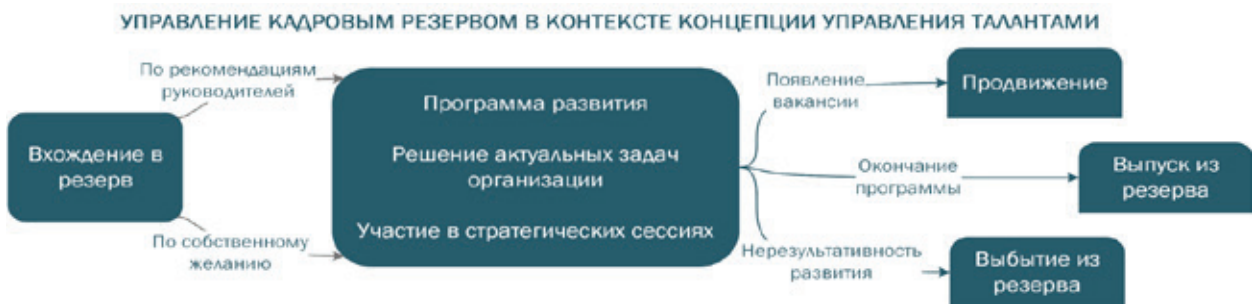 УПРАВЛЕНИЕ КАДРОВЫМ РЕЗЕРВОМ В КОНТЕКСТЕ КОНЦЕПЦИИ УПРАВЛЕНИЯ ТАЛАНТАМИ
Вхождение в
резерв
По рекомендациям
руководителей
По собственному
желанию
Программа развития
Решение актуальных задач
организации
Участие в стратегических сессиях
Появление
вакансии
Продвижение
Окончание
программы
Выпуск из
резерва
Нерезультативность
развития
Выбытие из
резерва